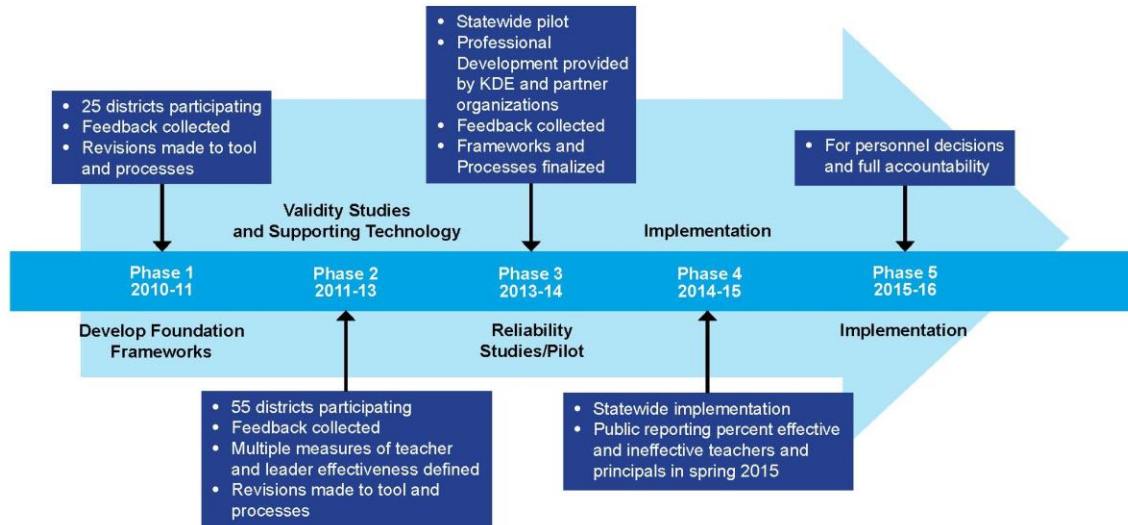 • Statewide pilot
• Professional
Development provided
by KDE and partner
organizations
• Feedback collected
• Frameworks and
Processes finalized
• 25 districts participating
• Feedback collected
• Revisions made to tool
and processes
• For personnel decisions
and full accountability
Validity Studies
and Supporting Technology
Implementation
Phase 1
2010-11
Phase 2
2011-13
Phase 3
2013-14
Phase 4
2014-15
Phase 5
2015-16
Develop Foundation
Frameworks
Reliability
Studies/Pilot
Implementation
• 55 districts participating
• Feedback collected
• Multiple measures of teacher
and leader effectiveness defined
• Revisions made to tool and
processes
• Statewide implementation
• Public reporting percent effective
and ineffective teachers and
principals in spring 2015